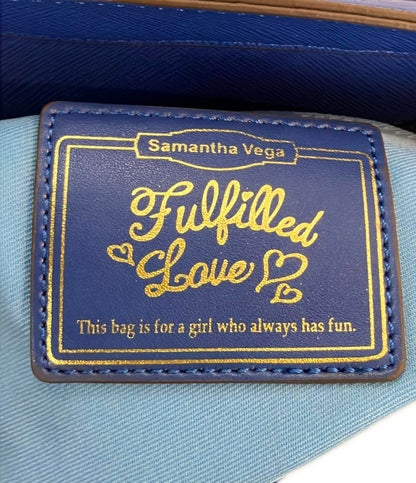 Samantha Vega
Fulfilled
Love
This bag is for a girl who always has fun.